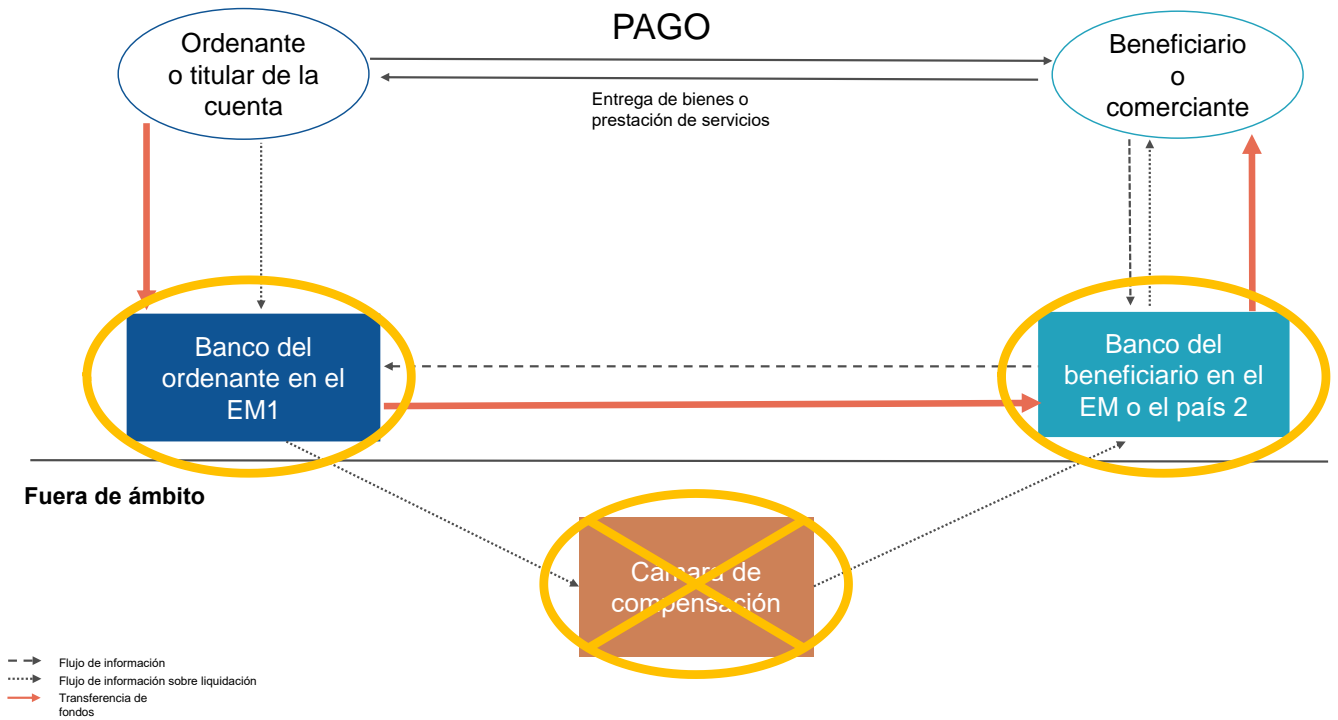 PAGO
Ordenante
o titular de la
cuenta
Beneficiario
o
comerciante
Entrega de bienes o
prestación de servicios
Banco del
ordenante en el
EM1
Banco del
beneficiario en el
EM o el país 2
Fuera de ámbito
Cámara de
compensación
Flujo de información
Flujo de información sobre liquidación
Transferencia de
fondos